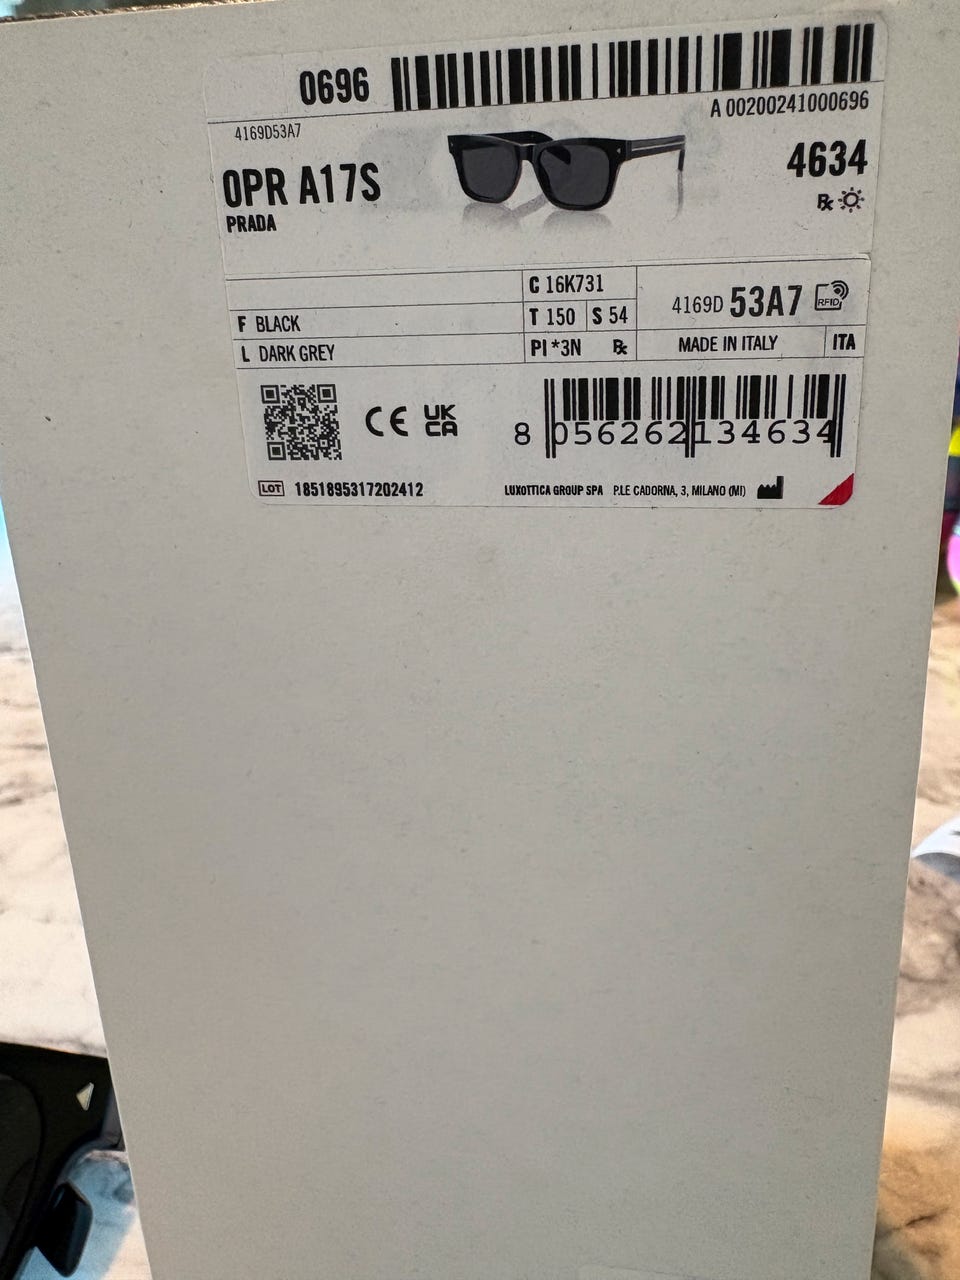 0696
A 00200241000696
4169D53A7
0PR A17S
4634
PRADA
Rx
C 16K731
F BLACK
T 150 S 54
4169D 53A7 RFID
L DARK GREY
PI *3N Rx
MADE IN ITALY ITA
CE UK CA
8 056262 134634
LOT 1851895317202412
LUXOTTICA GROUP SPA P.LE CADORNA, 3, MILANO (MI)